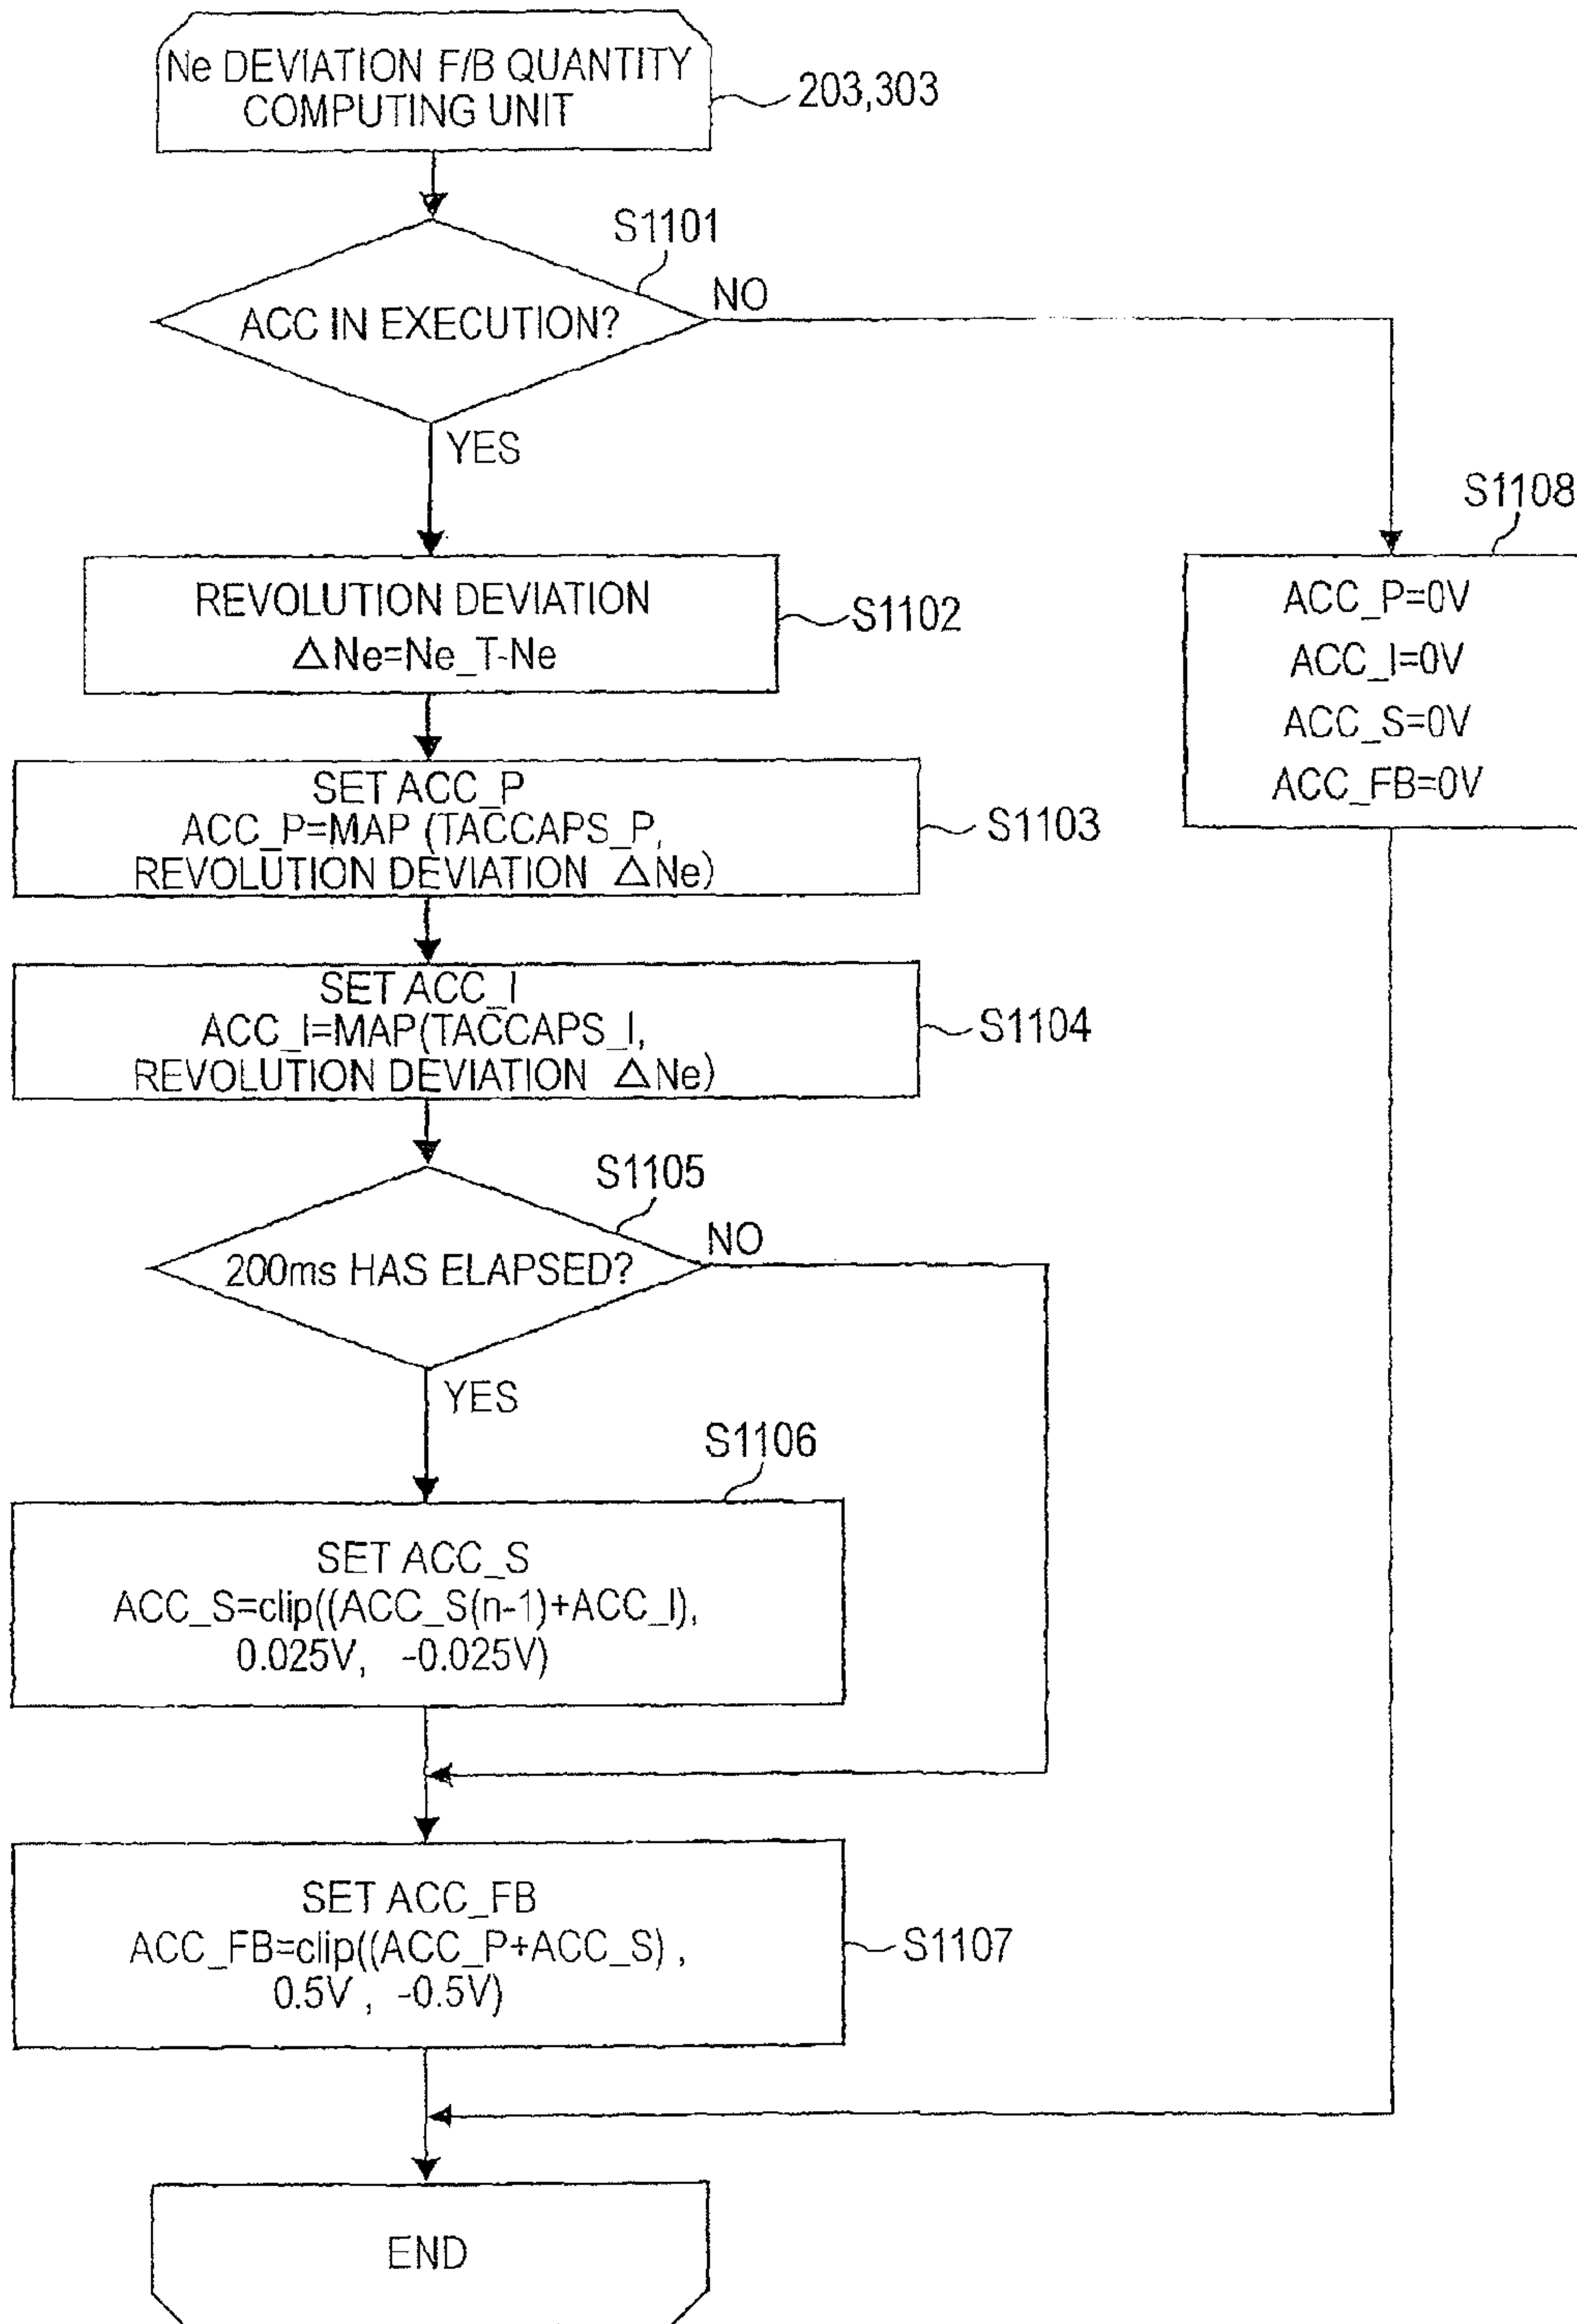 Ne DEVIATION F/B QUANTITY
COMPUTING UNIT
203,303
S1101
ACC IN EXECUTION?
NO
YES
S1108
ACC_P=0V
ACC_I=0V
ACC_S=0V
ACC_FB=0V
REVOLUTION DEVIATION
△Ne=Ne_T-Ne
S1102
SET ACC_P
ACC_P=MAP (TACCAPS_P,
REVOLUTION DEVIATION △Ne)
S1103
SET ACC_I
ACC_I=MAP(TACCAPS_I,
REVOLUTION DEVIATION △Ne)
S1104
S1105
200ms HAS ELAPSED?
NO
YES
S1106
SET ACC_S
ACC_S=clip((ACC_S(n-1)+ACC_I),
0.025V, -0.025V)
SET ACC_FB
ACC_FB=clip((ACC_P+ACC_S) ,
0.5V , -0.5V)
S1107
END